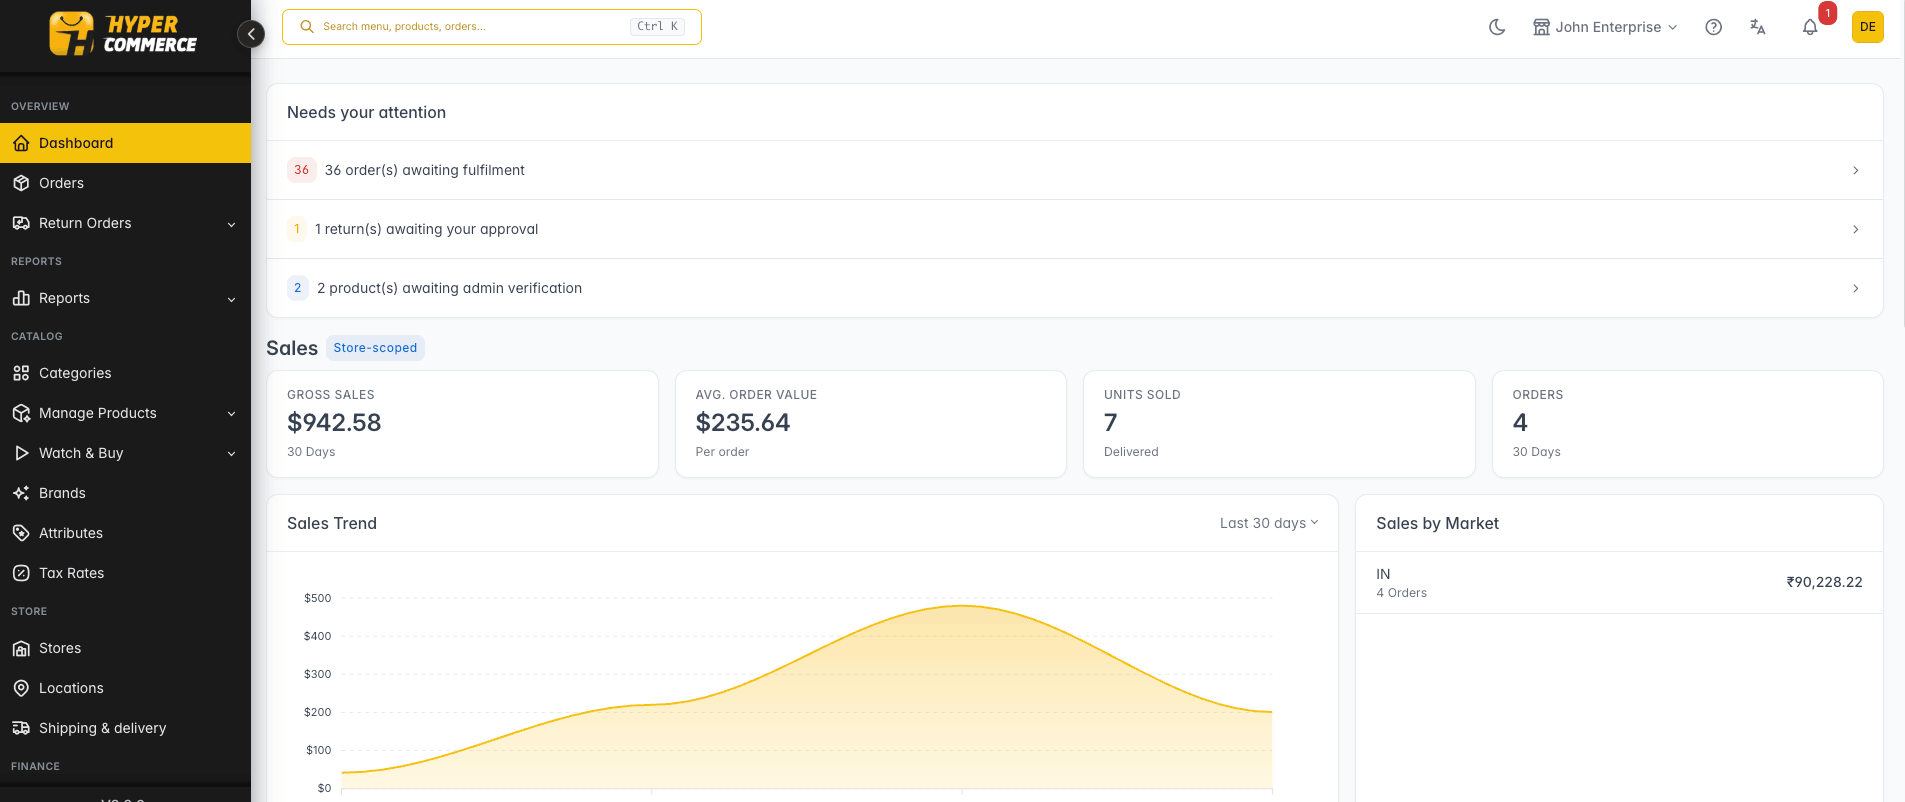 HYPER
COMMERCE
Search menu, products, orders...
Ctrl K
John Enterprise
1
DE
OVERVIEW
Dashboard
Orders
Return Orders
REPORTS
Reports
CATALOG
Categories
Manage Products
Watch & Buy
Brands
Attributes
Tax Rates
STORE
Stores
Locations
Shipping & delivery
FINANCE
Needs your attention
36 36 order(s) awaiting fulfilment
1 1 return(s) awaiting your approval
2 2 product(s) awaiting admin verification
Sales Store-scoped
GROSS SALES
$942.58
30 Days
AVG. ORDER VALUE
$235.64
Per order
UNITS SOLD
7
Delivered
ORDERS
4
30 Days
Sales Trend
Last 30 days
$500
$400
$300
$200
$100
$0
Sales by Market
IN
4 Orders
₹90,228.22